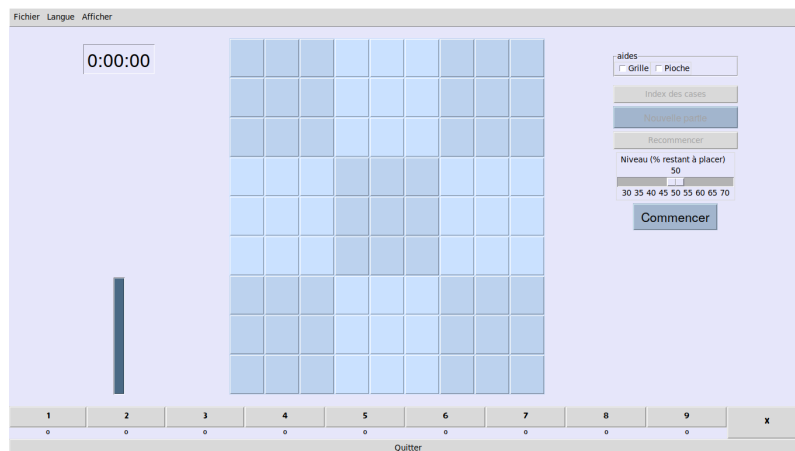 Fichier Langue Afficher
0:00:00
aides
Grille Pioche
Index des cases
Nouvelle partie
Recommencer
Niveau (% restant à placer)
50
30 35 40 45 50 55 60 65 70
Commencer
1 2 3 4 5 6 7 8 9 x
0 0 0 0 0 0 0 0 0
Quitter